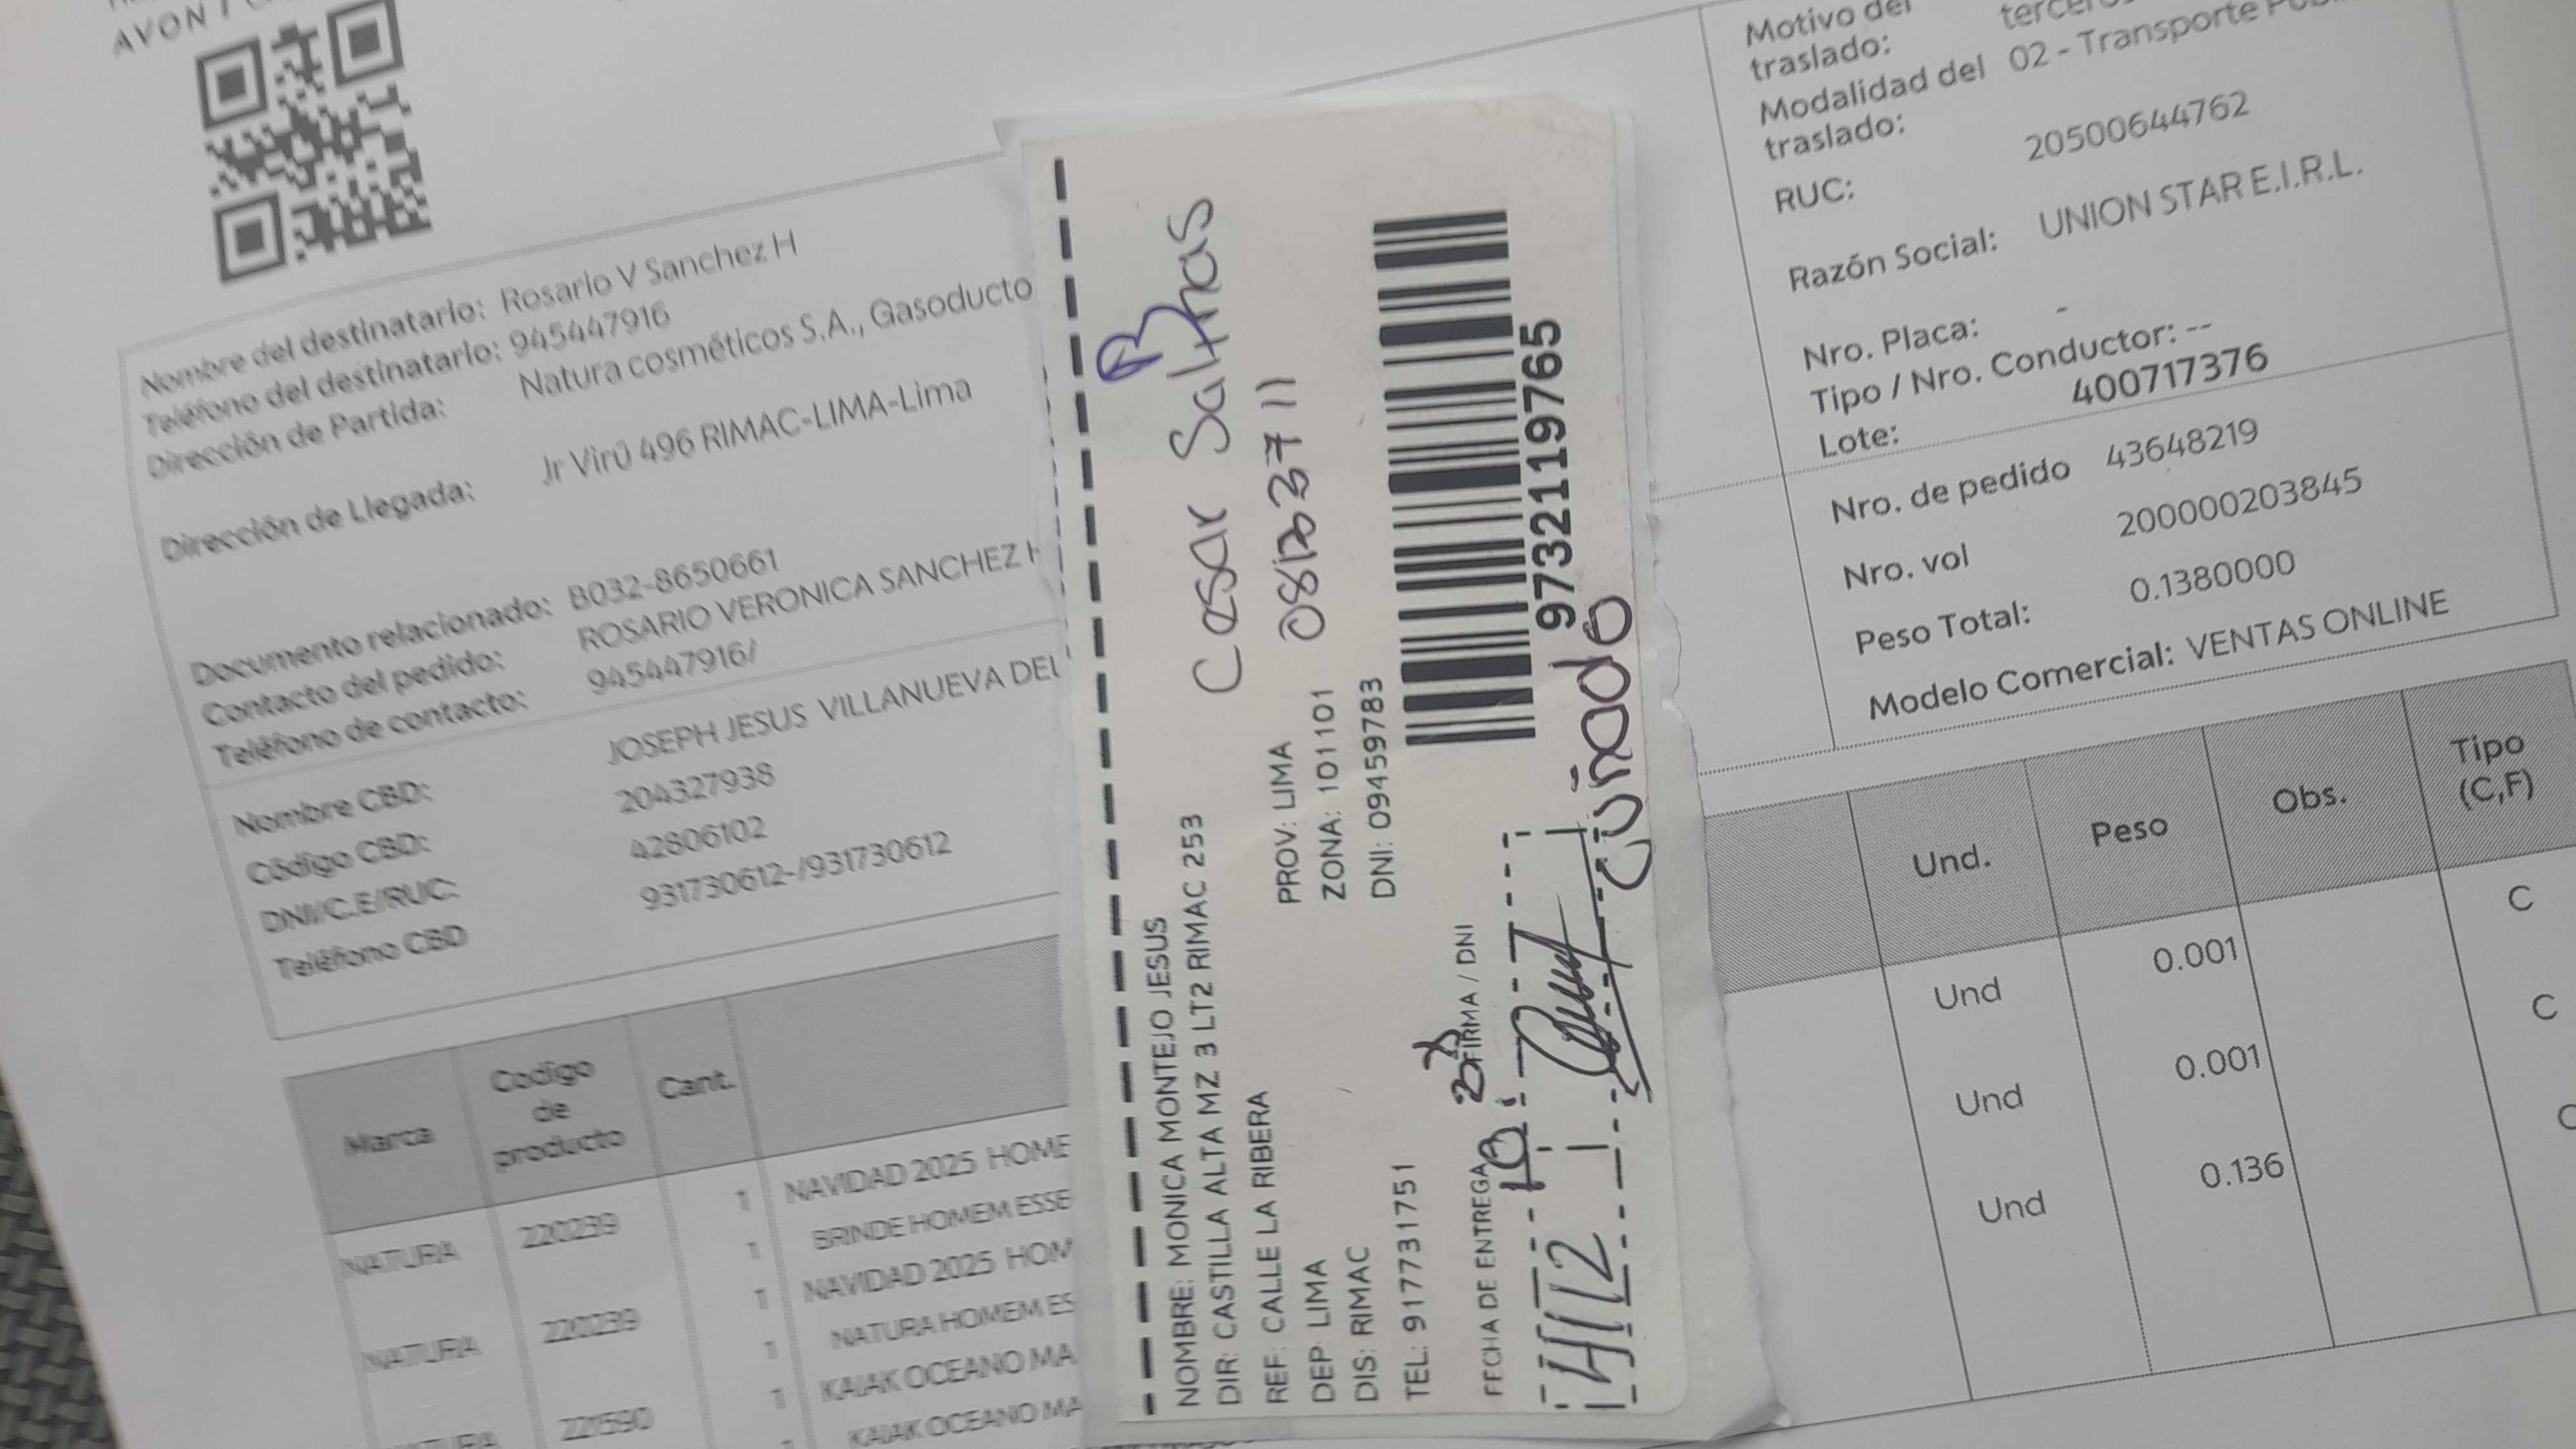 AVON
Nombre del destinatario: Rosario V Sanchez H
Teléfono del destinatario: 945447916
Dirección de Partida: Natura cosméticos S.A., Gasoducto
Dirección de Llegada: Jr Virú 496 RIMAC-LIMA-Lima
Documento relacionado: B032-8650661
Contacto del pedido: ROSARIO VERONICA SANCHEZ
Teléfono de contacto: 945447916/
Nombre CBD: JOSEPH JESUS VILLANUEVA DEL
Código CBD: 204327938
DNI/C.E/RUC: 42806102
Teléfono CBD 931730612-/931730612
Motivo del traslado:
Modalidad del traslado: 02 - Transporte
RUC: 20500644762
Razón Social: UNION STAR E.I.R.L.
Nro. Placa: -
Tipo / Nro. Conductor: --
Lote: 400717376
Nro. de pedido 43648219
Nro. vol 200000203845
Peso Total: 0.1380000
Modelo Comercial: VENTAS ONLINE
Cesar Salinas
NOMBRE: MONICA MONTEJO JESUS
DIR: CASTILLA ALTA MZ 3 LT2 RIMAC 253
REF: CALLE LA RIBERA
DEP: LIMA PROV: LIMA
DIS: RIMAC ZONA: 101101
TEL: 917731751 DNI: 09459783
9732119765
FECHA DE ENTREGA FIRMA / DNI
Cuñado
Marca Codigo de producto Cant. Und. Peso Obs. Tipo (C,F)
NATURA 220239 1 NAVIDAD 2025 HOME
1 BRINDE HOMEM ESSE
NATURA 220239 1 NAVIDAD 2025 HOM
1 NATURA HOMEM ES
221590 1 KAIAK OCEANO MA
1 KAIAK OCEANO MA
Und 0.001 C
Und 0.001 C
Und 0.136